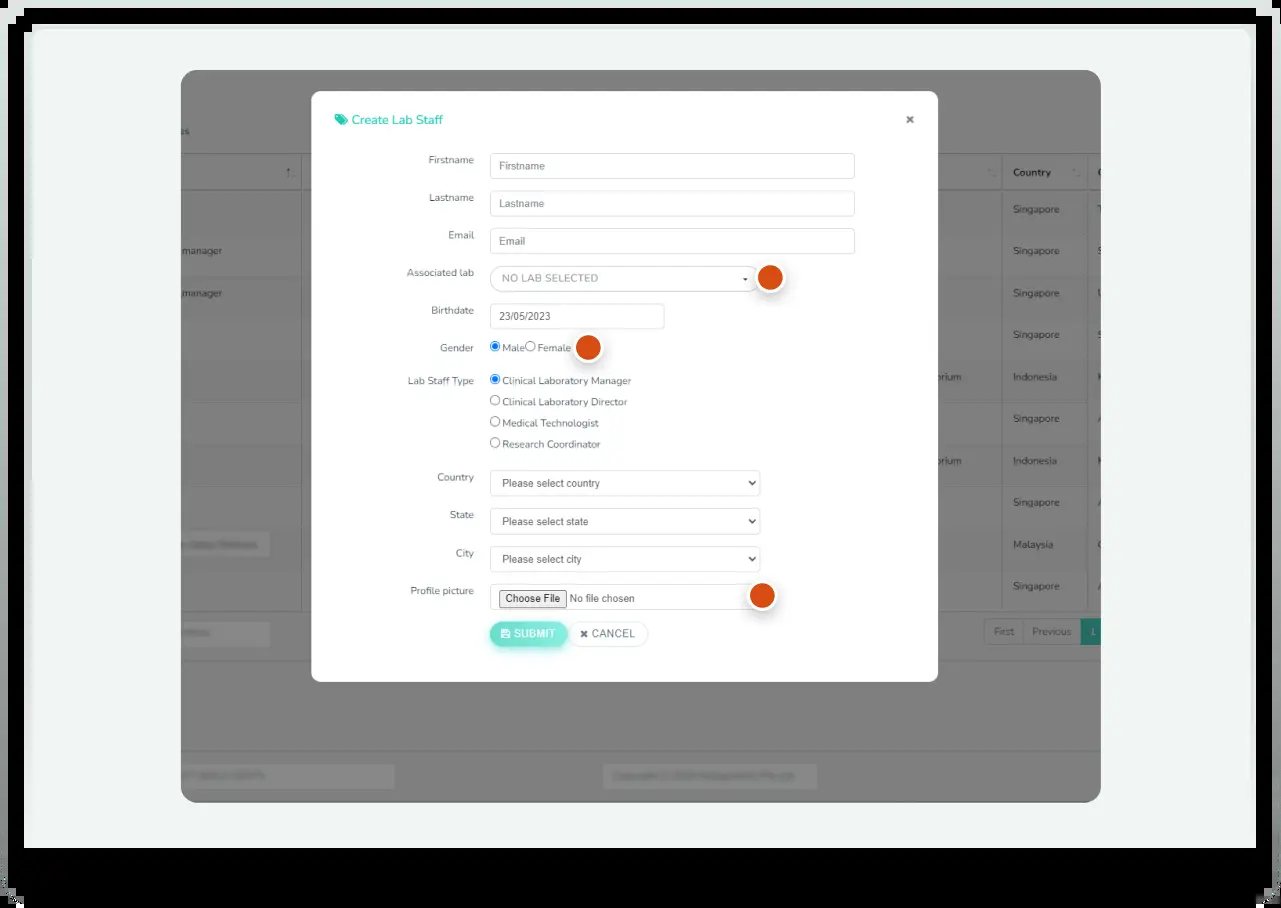 us
Create Lab Staff
×
Country
Firstname
Firstname
Singapore
Lastname
Lastname
Email
Email
manager
Singapore
Associated lab
NO LAB SELECTED
manager
Singapore
Birthdate
23/05/2023
Gender
Male Female
Singapore
Lab Staff Type
Clinical Laboratory Manager
orium
Indonesia
Clinical Laboratory Director
Medical Technologist
Singapore
Research Coordinator
orium
Indonesia
Country
Please select country
Singapore
State
Please select state
City
Please select city
Malaysia
Profile picture
Choose File No file chosen
Singapore
SUBMIT
CANCEL
First
Previous
1